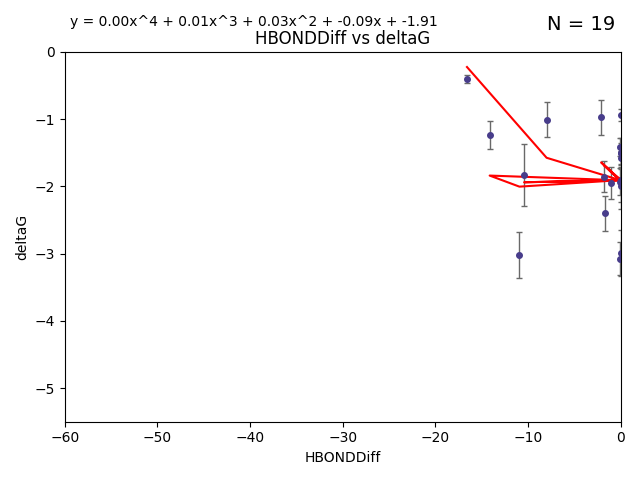 y = 0.00x^4 + 0.01x^3 + 0.03x^2 + -0.09x + -1.91
N = 19
HBONDDiff vs deltaG
0
−1
−2
−3
−4
−5
deltaG
−60 −50 −40 −30 −20 −10 0
HBONDDiff